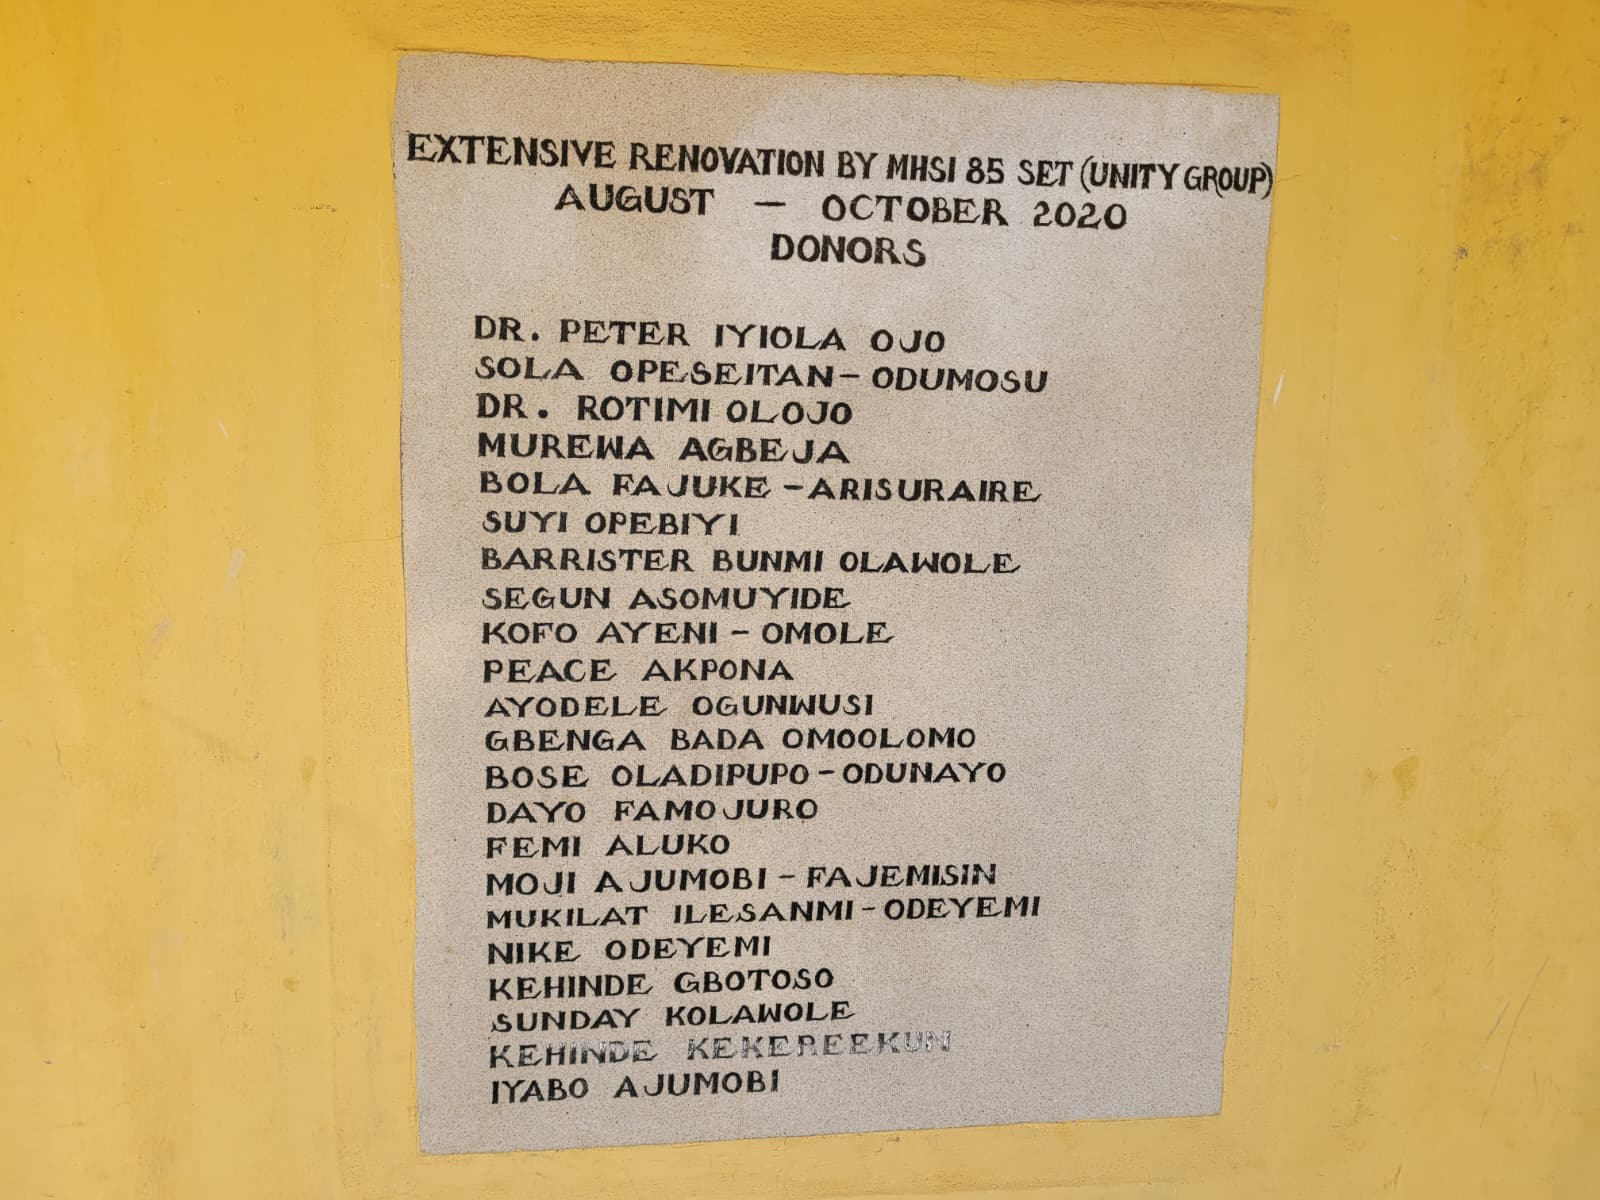 EXTENSIVE RENOVATION BY MHSI 85 SET (UNITY GROUP)
AUGUST – OCTOBER 2020
DONORS
DR. PETER IYIOLA OJO
SOLA OPESEITAN – ODUMOSU
DR. ROTIMI OLOJO
MUREWA AGBEJA
BOLA FAJUKE – ARISURAIRE
SUYI OPEBIYI
BARRISTER BUNMI OLAWOLE
SEGUN ASOMUYIDE
KOFO AYENI – OMOLE
PEACE AKPONA
AYODELE OGUNWUSI
GBENGA BADA OMOOLOMO
BOSE OLADIPUPO – ODUNAYO
DAYO FAMOJURO
FEMI ALUKO
MOJI AJUMOBI – FAJEMISIN
MUKILAT ILESANMI – ODEYEMI
NIKE ODEYEMI
KEHINDE GBOTOSO
SUNDAY KOLAWOLE
KEHINDE KEKEREEKUN
IYABO AJUMOBI